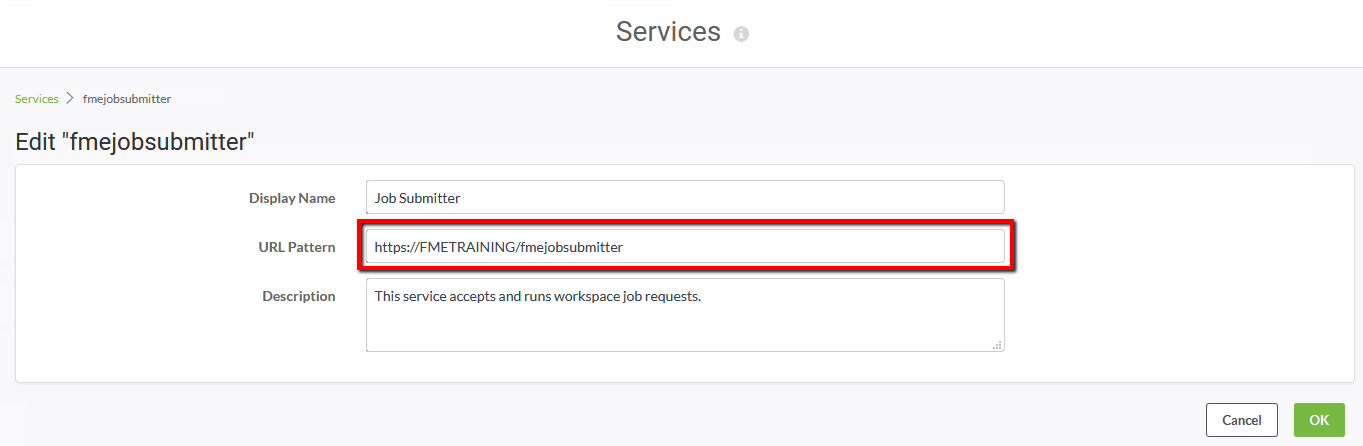 Services
Services > fmejobsubmitter
Edit "fmejobsubmitter"
Display Name Job Submitter
URL Pattern https://FMETRAINING/fmejobsubmitter
Description This service accepts and runs workspace job requests.
Cancel OK